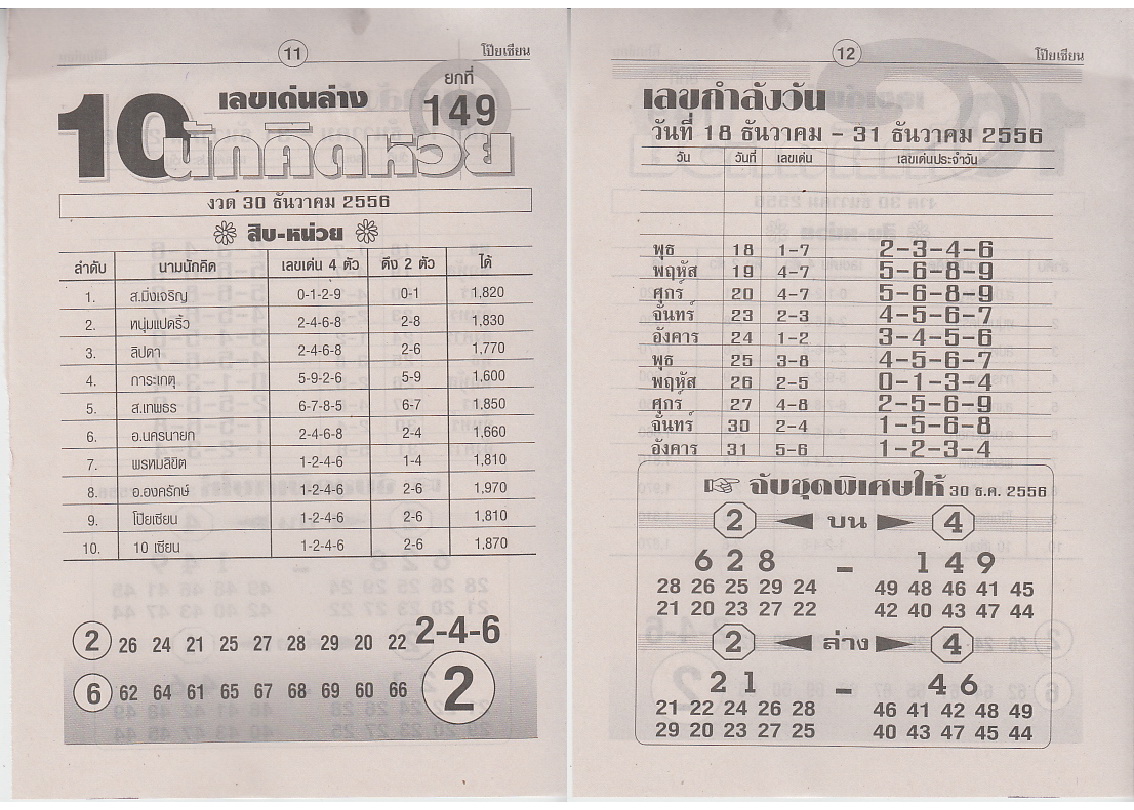 11
โป๊ยเซียน
ยกที่
149
เลขเด่นล่าง
10 นักคิดหวย
งวด 30 ธันวาคม 2556
สิบ-หน่วย
ลำดับ นามนักคิด เลขเด่น 4 ตัว ดึง 2 ตัว ได้
1. ส.มิ่งเจริญ 0-1-2-9 0-1 1,820
2. หนุ่มแปดริ้ว 2-4-6-8 2-8 1,830
3. ลิปดา 2-4-6-8 2-6 1,770
4. การะเกตุ 5-9-2-6 5-9 1,600
5. ส.เทพธร 6-7-8-5 6-7 1,850
6. อ.นครนายก 2-4-6-8 2-4 1,660
7. พรหมลิขิต 1-2-4-6 1-4 1,810
8. อ.องครักษ์ 1-2-4-6 2-6 1,970
9. โป๊ยเซียน 1-2-4-6 2-6 1,810
10. 10 เซียน 1-2-4-6 2-6 1,870
2 26 24 21 25 27 28 29 20 22 2-4-6
6 62 64 61 65 67 68 69 60 66 2
12
โป๊ยเซียน
เลขกำลังวัน
วันที่ 18 ธันวาคม - 31 ธันวาคม 2556
วัน วันที่ เลขเด่น เลขเด่นประจำวัน
พุธ 18 1-7 2-3-4-6
พฤหัส 19 4-7 5-6-8-9
ศุกร์ 20 4-7 5-6-8-9
จันทร์ 23 2-3 4-5-6-7
อังคาร 24 1-2 3-4-5-6
พุธ 25 3-8 4-5-6-7
พฤหัส 26 2-5 0-1-3-4
ศุกร์ 27 4-8 2-5-6-9
จันทร์ 30 2-4 1-5-6-8
อังคาร 31 5-6 1-2-3-4
จับชุดพิเศษให้ 30 ธ.ค. 2556
2 บน 4
628 - 149
28 26 25 29 24 49 48 46 41 45
21 20 23 27 22 42 40 43 47 44
2 ล่าง 4
21 - 46
21 22 24 26 28 46 41 42 48 49
29 20 23 27 25 40 43 47 45 44